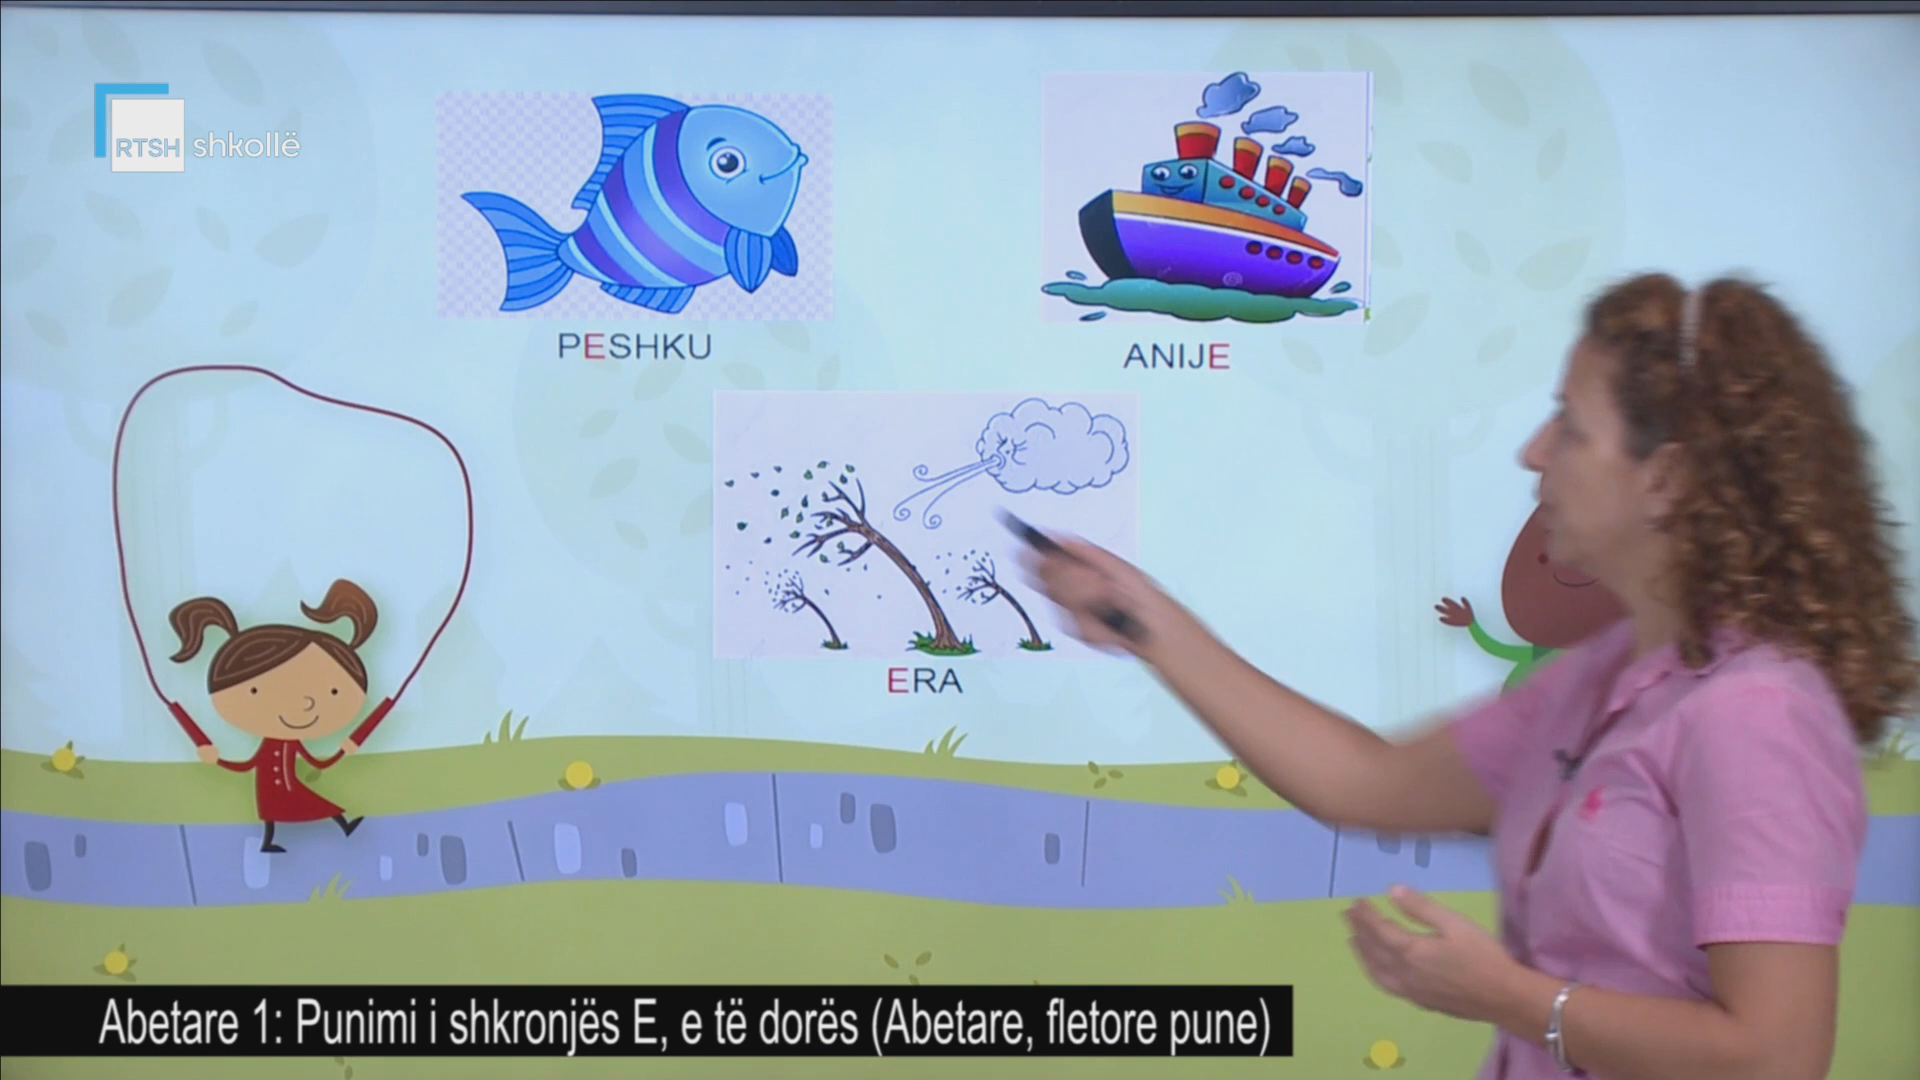 RTSH shkollë
PESHKU
ANIJE
ERA
Abetare 1: Punimi i shkronjës E, e të dorës (Abetare, fletore pune)